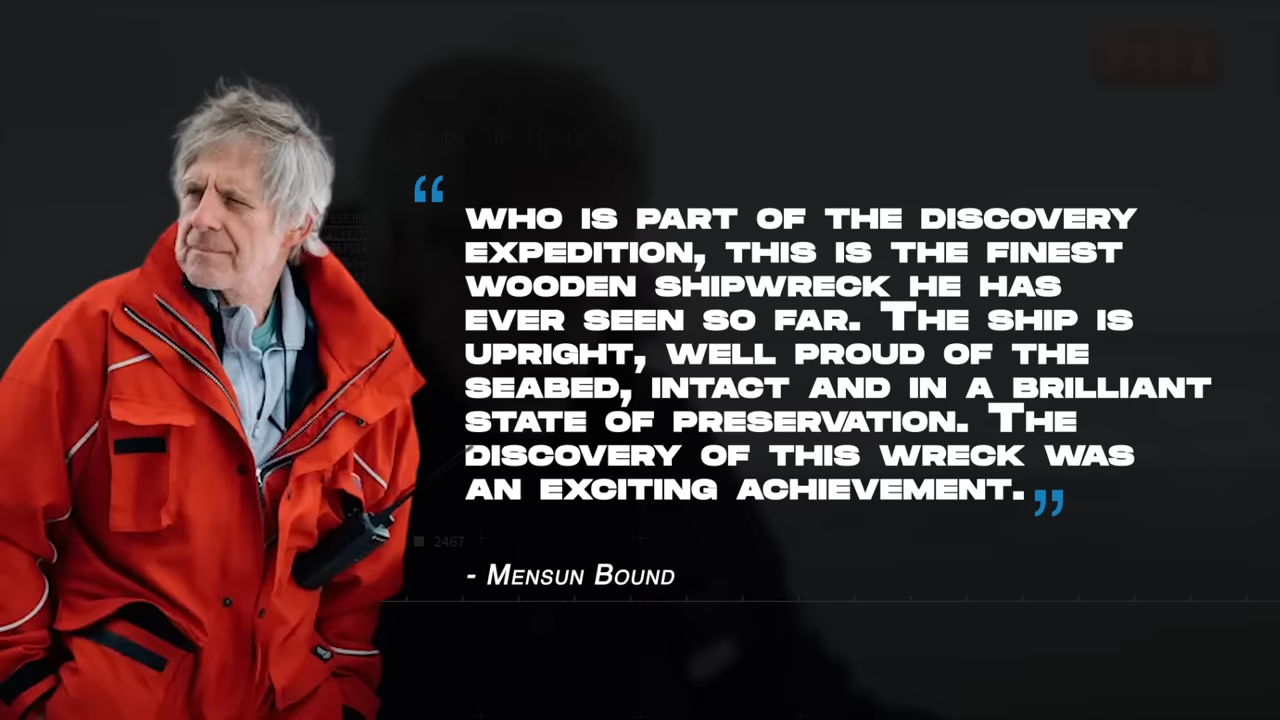 “
WHO IS PART OF THE DISCOVERY
EXPEDITION, THIS IS THE FINEST
WOODEN SHIPWRECK HE HAS
EVER SEEN SO FAR. THE SHIP IS
UPRIGHT, WELL PROUD OF THE
SEABED, INTACT AND IN A BRILLIANT
STATE OF PRESERVATION. THE
DISCOVERY OF THIS WRECK WAS
AN EXCITING ACHIEVEMENT. ”
2467
- MENSUN BOUND